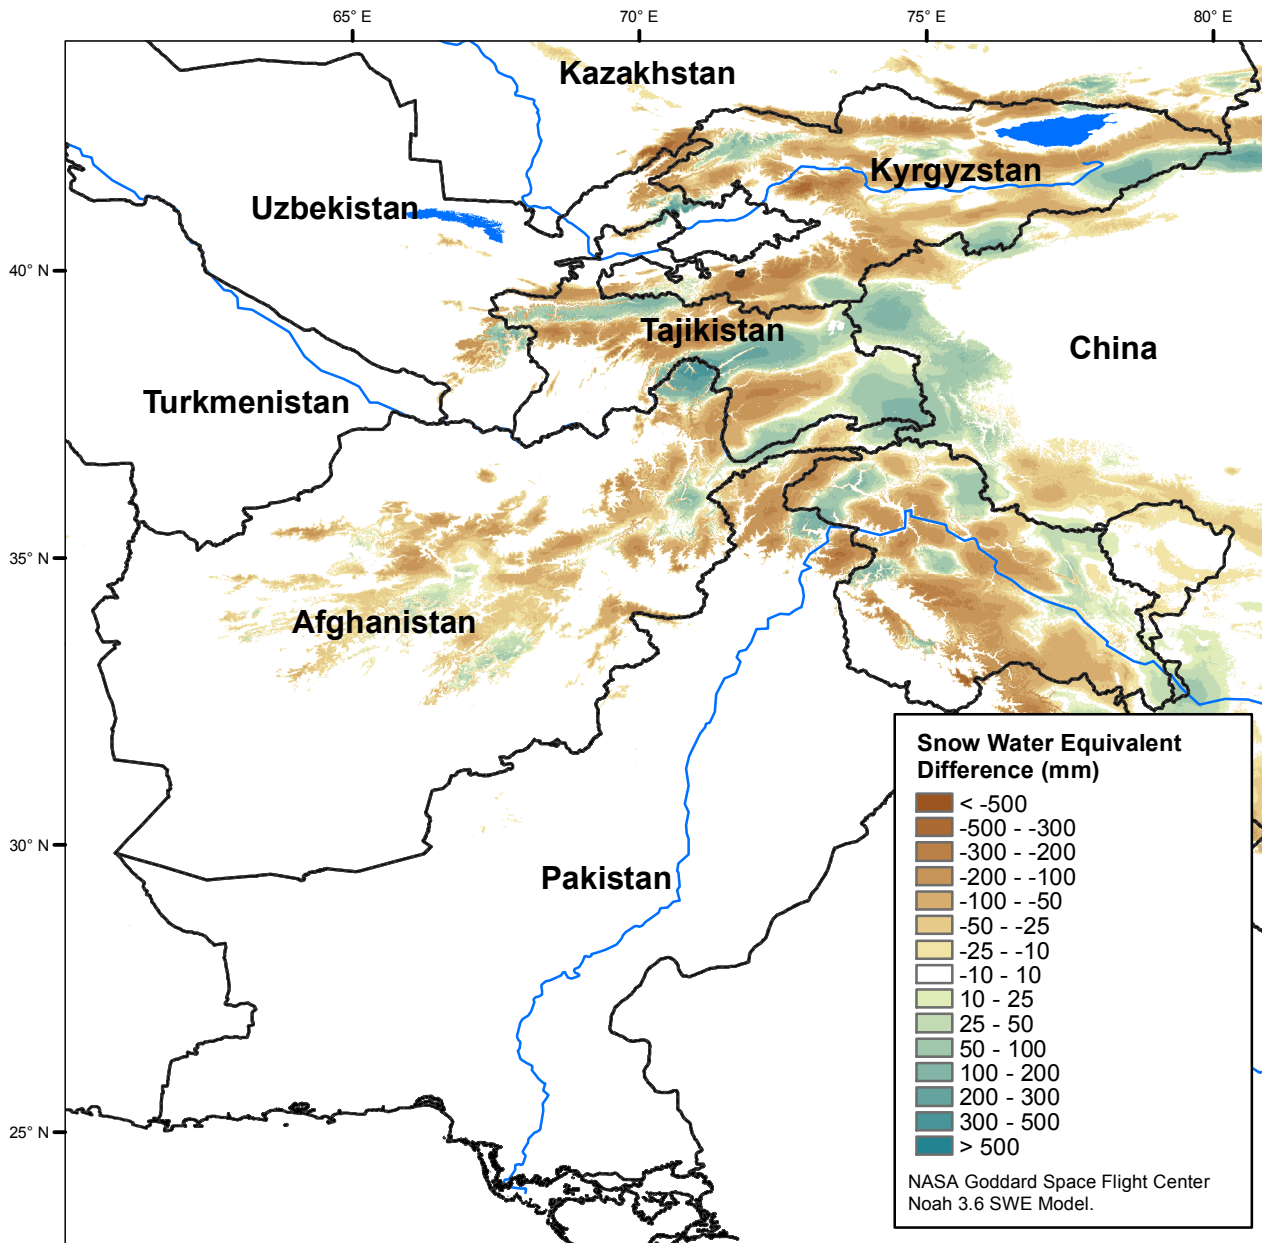 65° E 70° E 75° E 80° E
Kazakhstan
Kyrgyzstan
Uzbekistan
40° N
Tajikistan
China
Turkmenistan
35° N
Afghanistan
Snow Water Equivalent
Difference (mm)
< -500
-500 - -300
-300 - -200
-200 - -100
-100 - -50
-50 - -25
-25 - -10
-10 - 10
10 - 25
25 - 50
50 - 100
100 - 200
200 - 300
300 - 500
> 500
NASA Goddard Space Flight Center
Noah 3.6 SWE Model.
30° N
Pakistan
25° N